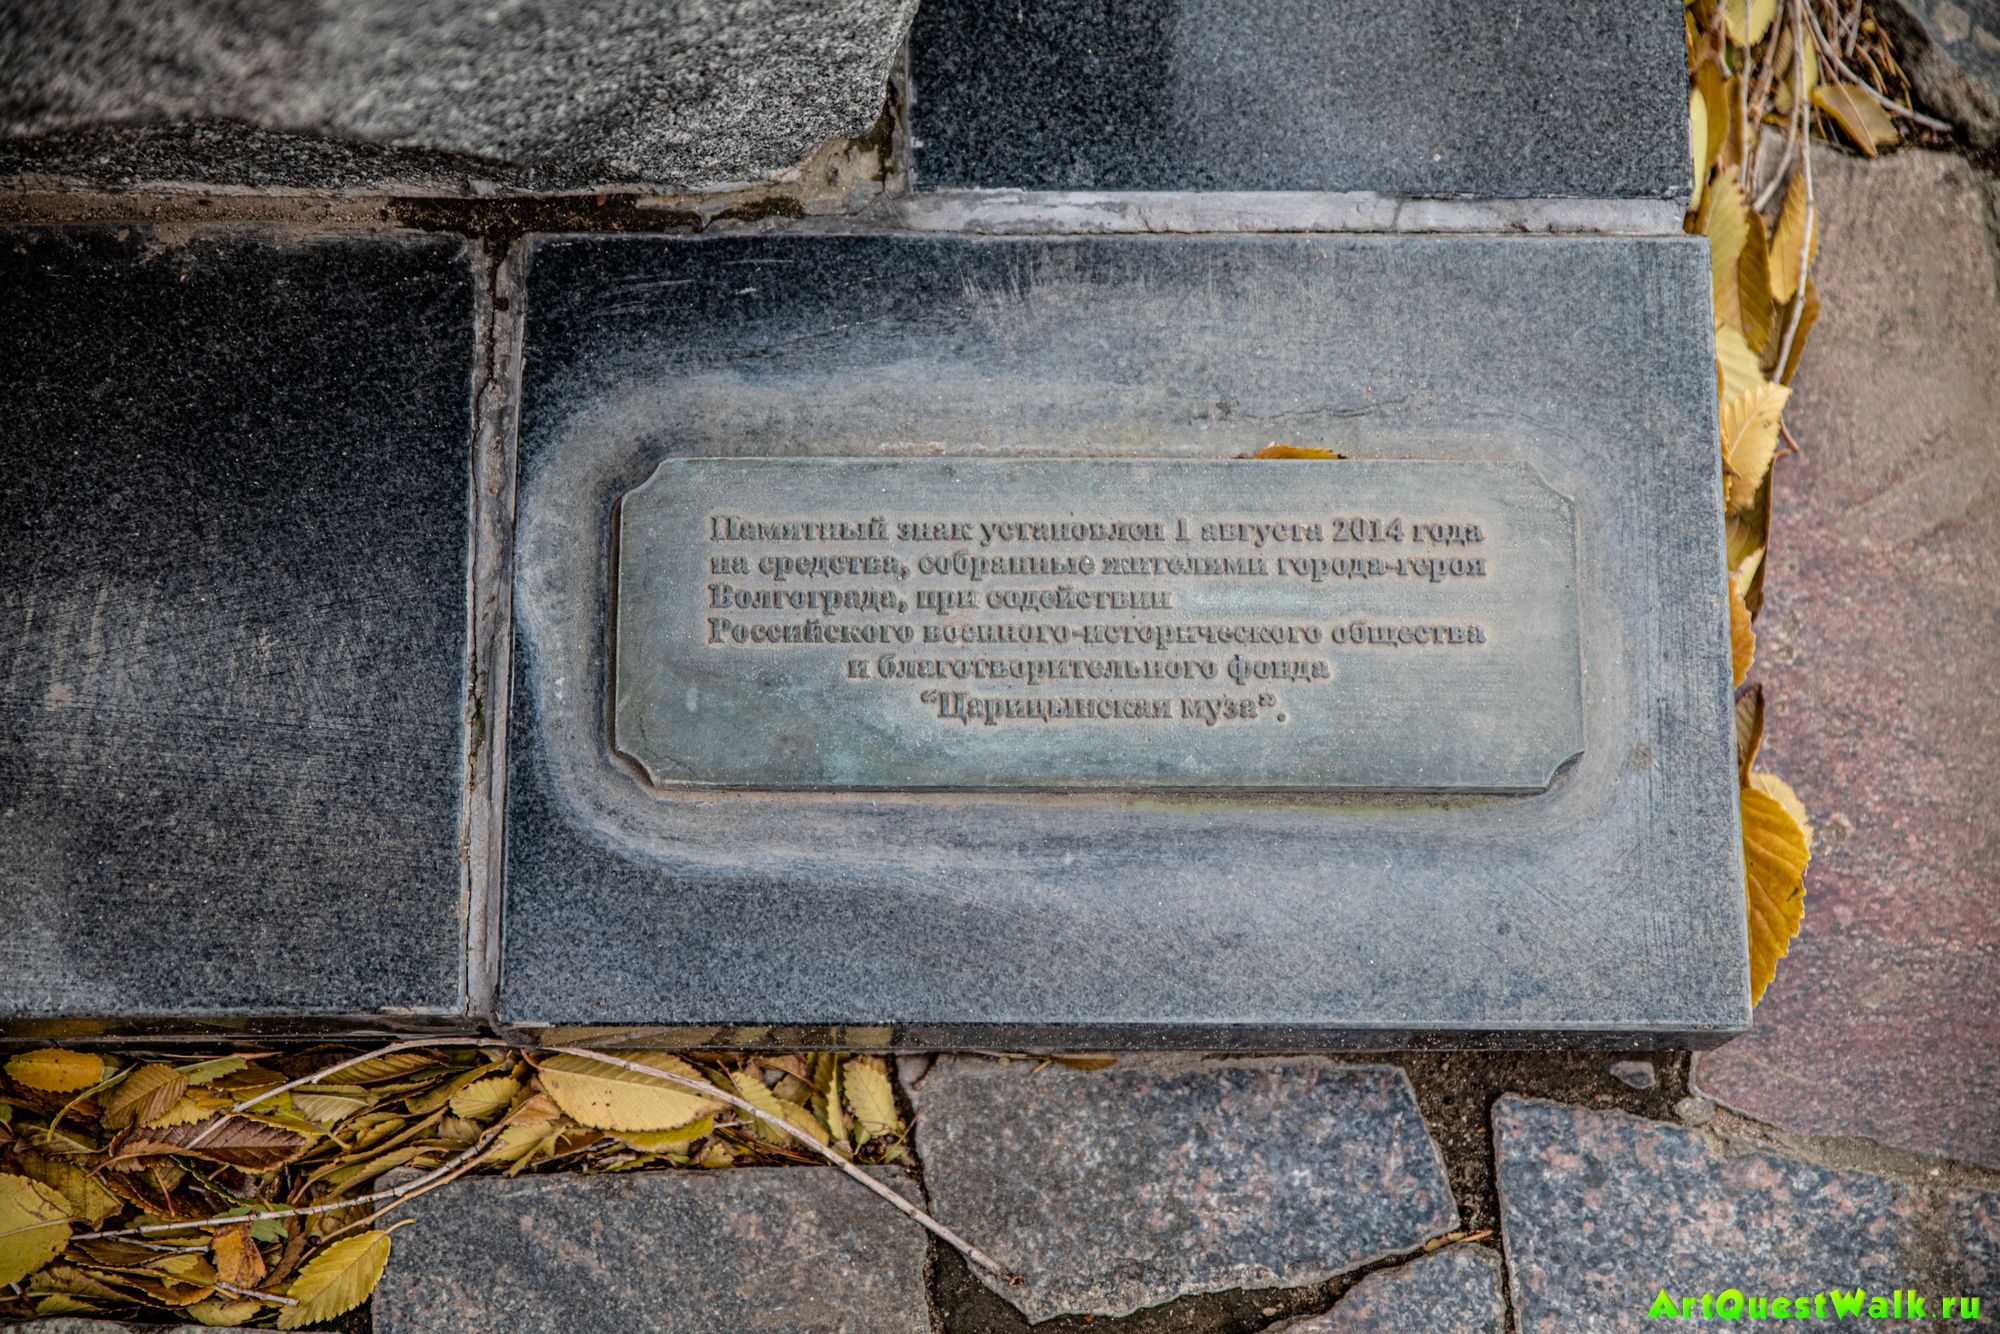 Памятный знак установлен 1 августа 2014 года
на средства, собранные жителями города-героя
Волгограда, при содействии
Российского военного-исторического общества
и благотворительного фонда
“Царицынская муза”.
ArtQuestWalk.ru